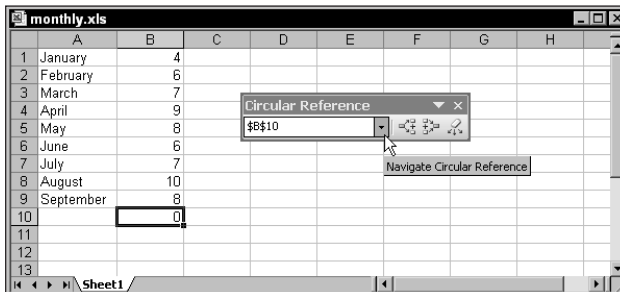 monthly.xls
A B C D E F G H
1 January 4
2 February 6
3 March 7
4 April 9
5 May 8
6 June 6
7 July 7
8 August 10
9 September 8
10 0
11
12
13
Circular Reference
$B$10
Navigate Circular Reference
Sheet1